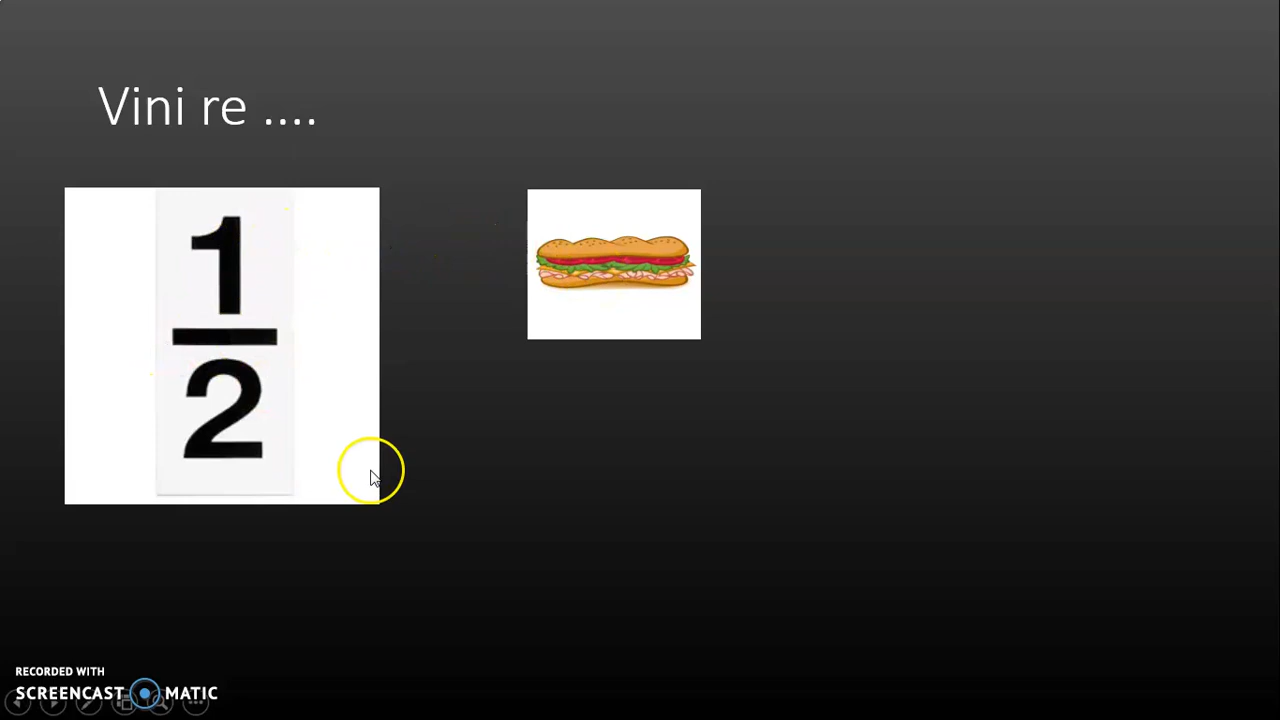 Vini re ....
1
2
RECORDED WITH
SCREENCAST MATIC